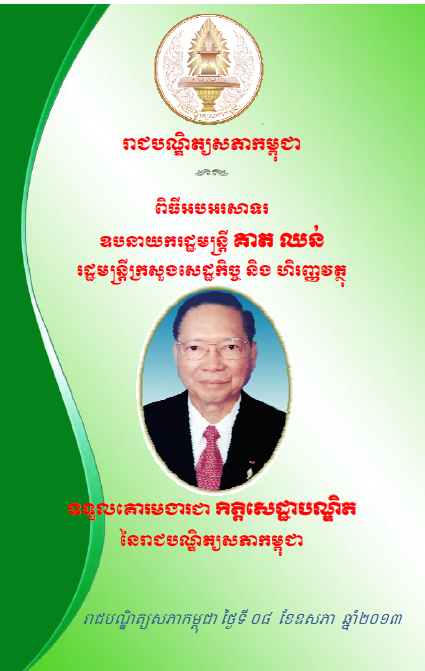 រាជបណ្ឌិត្យសភាកម្ពុជា
ពិធីអបអរសាទរ
ឧបនាយករដ្ឋមន្ត្រី គាត ឈន់
រដ្ឋមន្ត្រីក្រសួងសេដ្ឋកិច្ច និង ហិរញ្ញវត្ថុ
ទទួលគោរមងារជា កិត្តិសេដ្ឋាបណ្ឌិត
នៃរាជបណ្ឌិត្យសភាកម្ពុជា
រាជបណ្ឌិត្យសភាកម្ពុជា ថ្ងៃទី ០៨ ខែឧសភា ឆ្នាំ២០១៣